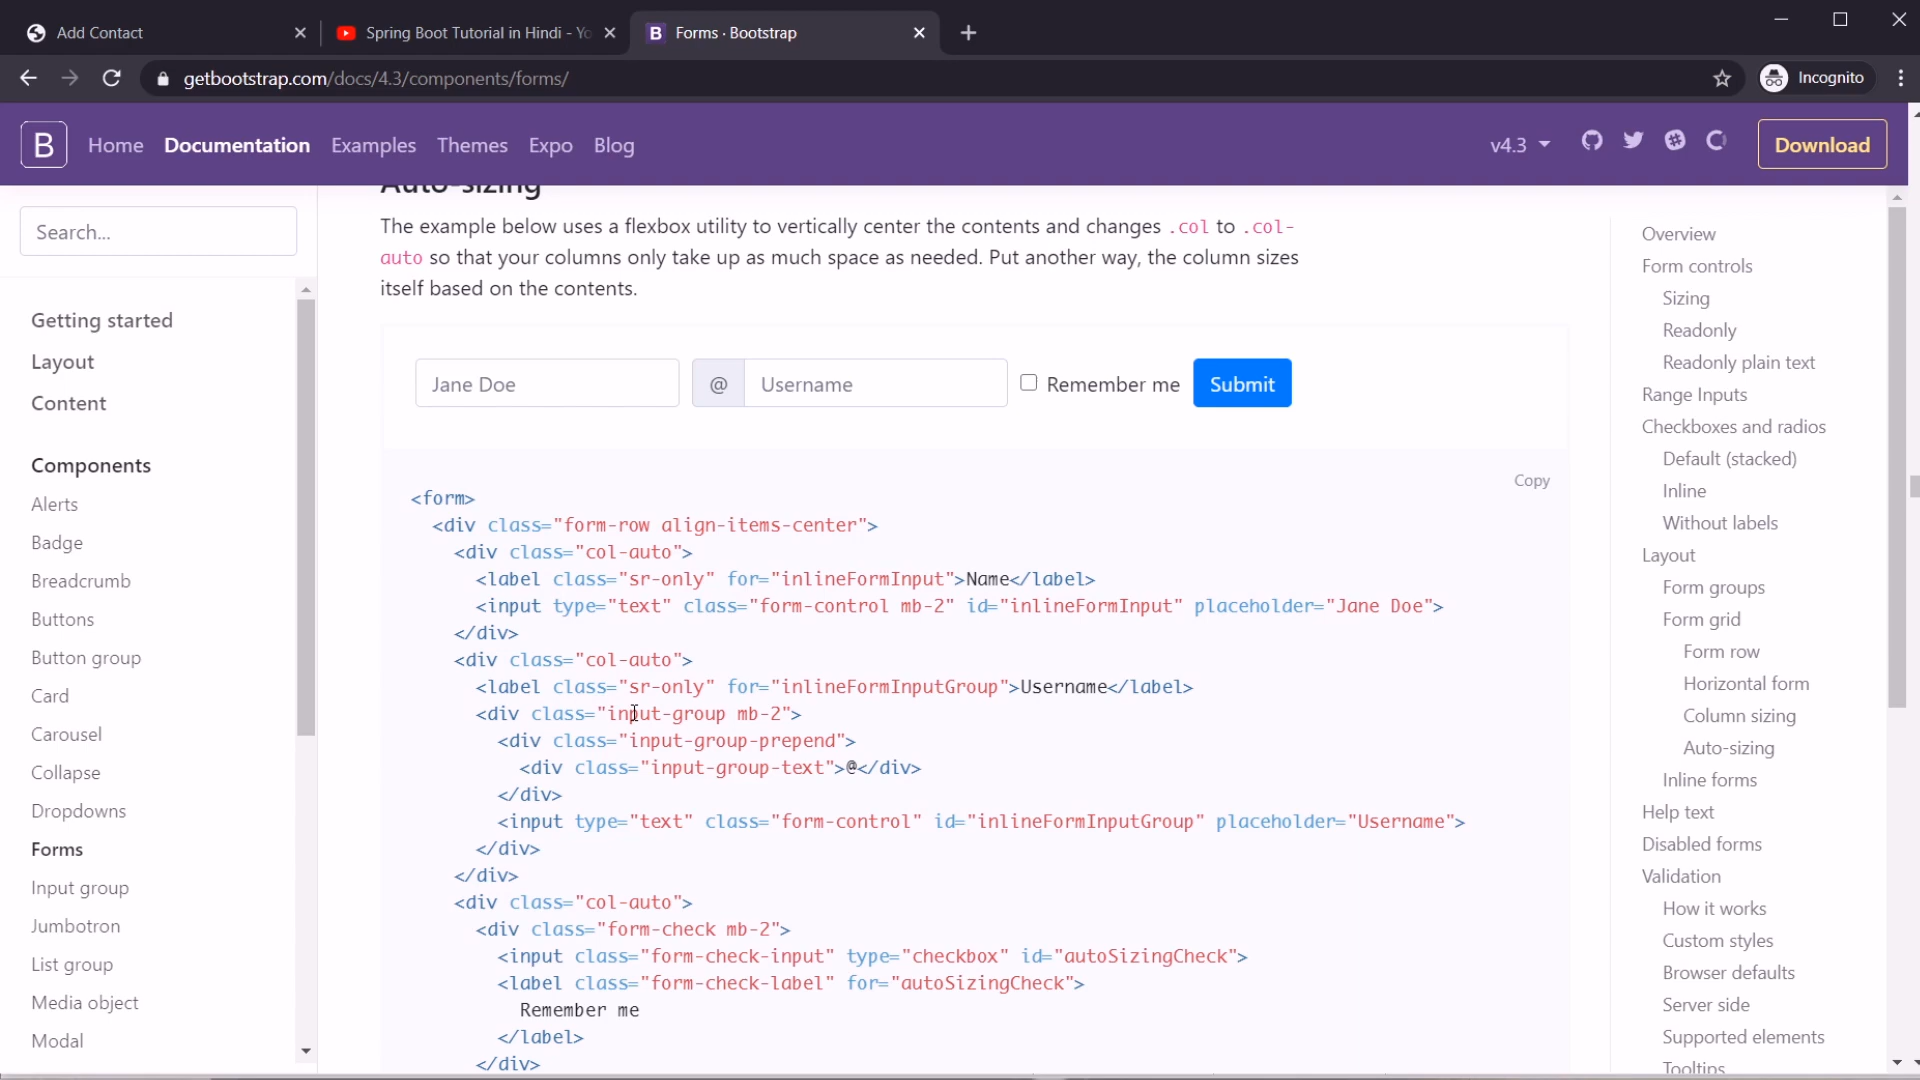 Add Contact
Spring Boot Tutorial in Hindi - Yo
Forms · Bootstrap
getbootstrap.com/docs/4.3/components/forms/
Incognito
B
Home
Documentation
Examples
Themes
Expo
Blog
v4.3
Download
Search...
Getting started
Layout
Content
Components
Alerts
Badge
Breadcrumb
Buttons
Button group
Card
Carousel
Collapse
Dropdowns
Forms
Input group
Jumbotron
List group
Media object
Modal
Auto-sizing
The example below uses a flexbox utility to vertically center the contents and changes .col to .col-
auto so that your columns only take up as much space as needed. Put another way, the column sizes
itself based on the contents.
Jane Doe
@
Username
Remember me
Submit
Copy
<form>
<div class="form-row align-items-center">
<div class="col-auto">
<label class="sr-only" for="inlineFormInput">Name</label>
<input type="text" class="form-control mb-2" id="inlineFormInput" placeholder="Jane Doe">
</div>
<div class="col-auto">
<label class="sr-only" for="inlineFormInputGroup">Username</label>
<div class="input-group mb-2">
<div class="input-group-prepend">
<div class="input-group-text">@</div>
</div>
<input type="text" class="form-control" id="inlineFormInputGroup" placeholder="Username">
</div>
</div>
<div class="col-auto">
<div class="form-check mb-2">
<input class="form-check-input" type="checkbox" id="autoSizingCheck">
<label class="form-check-label" for="autoSizingCheck">
Remember me
</label>
</div>
Overview
Form controls
Sizing
Readonly
Readonly plain text
Range Inputs
Checkboxes and radios
Default (stacked)
Inline
Without labels
Layout
Form groups
Form grid
Form row
Horizontal form
Column sizing
Auto-sizing
Inline forms
Help text
Disabled forms
Validation
How it works
Custom styles
Browser defaults
Server side
Supported elements
Tooltips